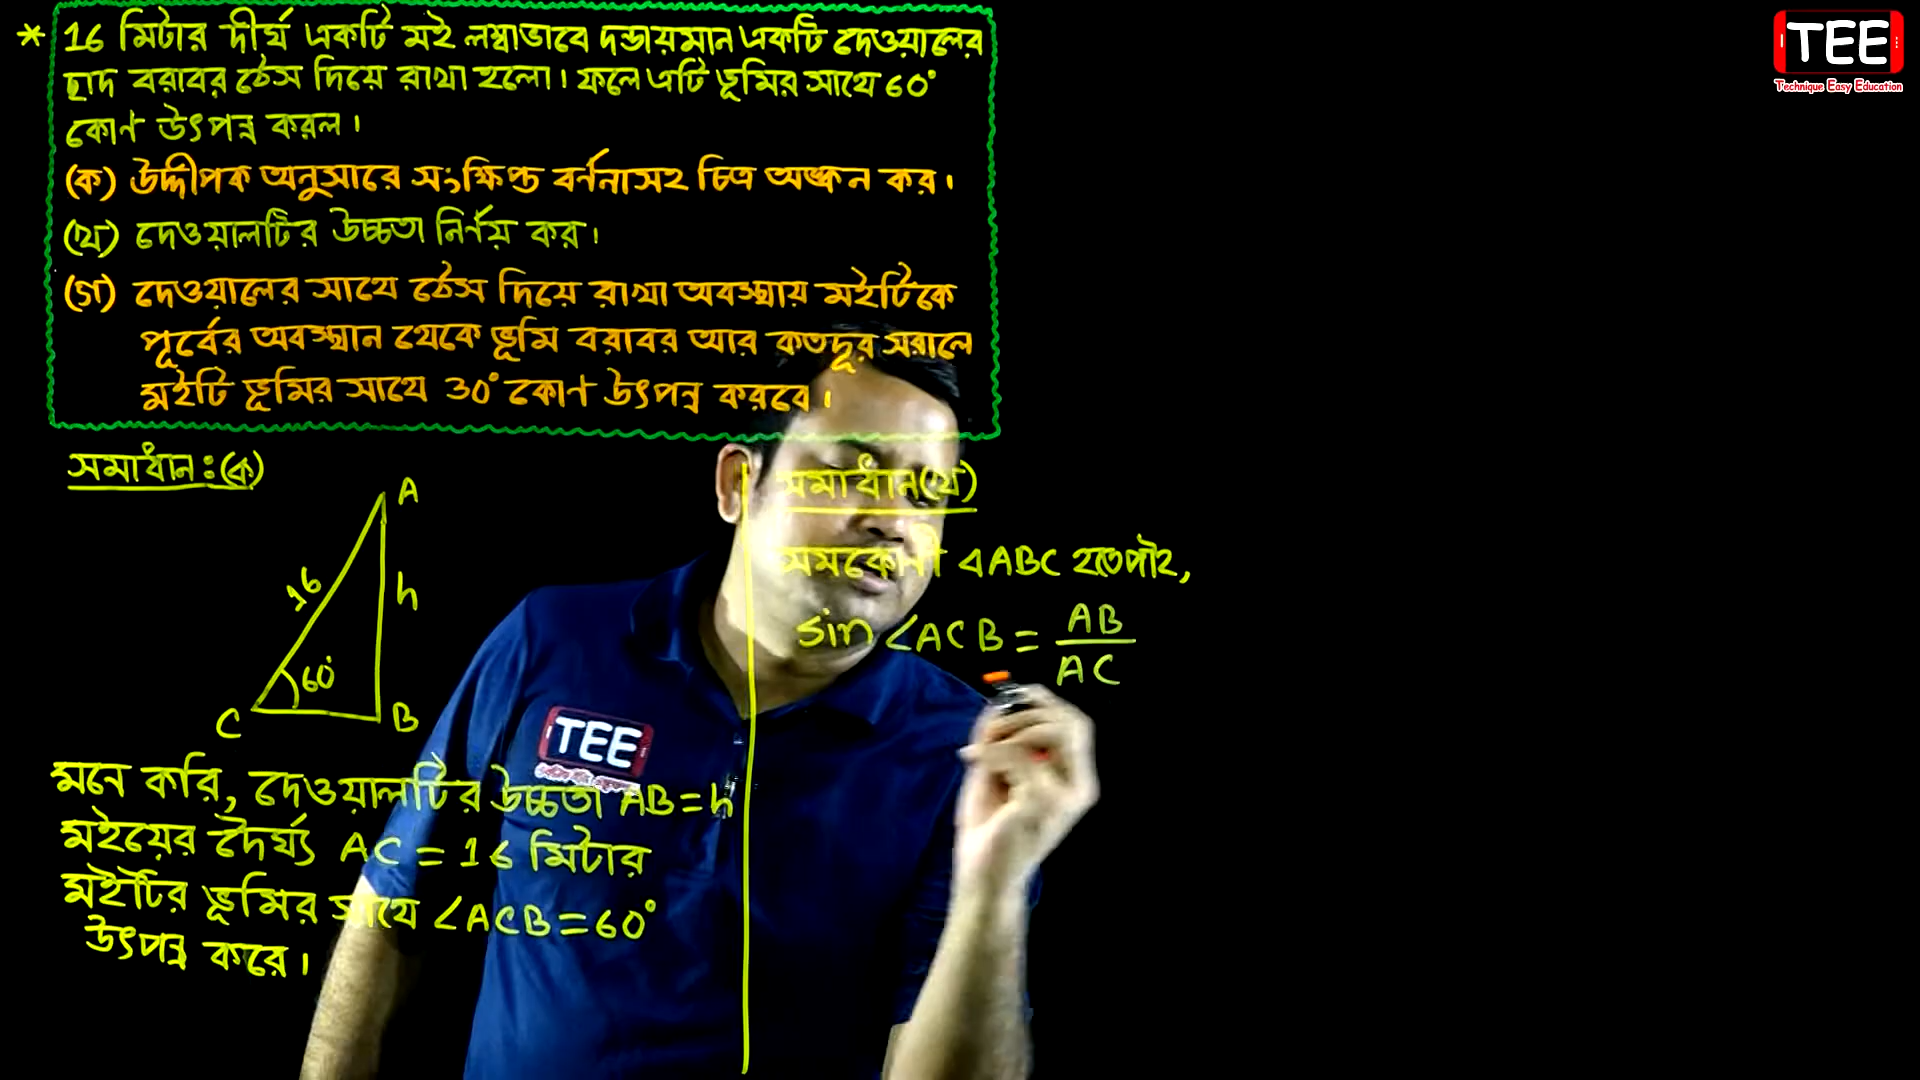 * 16 মিটার দীর্ঘ একটি মই লম্বভাবে দন্ডায়মান একটি দেওয়ালের
ছাদ বরাবর ঠেস দিয়ে রাখা হলো। ফলে এটি ভূমির সাথে 60°
কোণ উৎপন্ন করল।
(ক) উদ্দীপক অনুসারে সংক্ষিপ্ত বর্ননাসহ চিত্র অঙ্কন কর।
(খ) দেওয়ালটির উচ্চতা নির্ণয় কর।
(গ) দেওয়ালের সাথে ঠেস দিয়ে রাখা অবস্থায় মইটিকে
পূর্বের অবস্থান থেকে ভূমি বরাবর আর কতদূর সরালে
মইটি ভূমির সাথে 30° কোণ উৎপন্ন করবে।
TEE
Technique Easy Education
সমাধান: (ক)
A
16
h
60°
C
B
মনে করি, দেওয়ালটির উচ্চতা AB = h
মইয়ের দৈর্ঘ্য AC = 16 মিটার
মইটির ভূমির সাথে ∠ACB = 60°
উৎপন্ন করে।
সমাধান (খ)
সমকোনী ⊿ABC হতে পাই,
sin ∠ACB = AB/AC
TEE